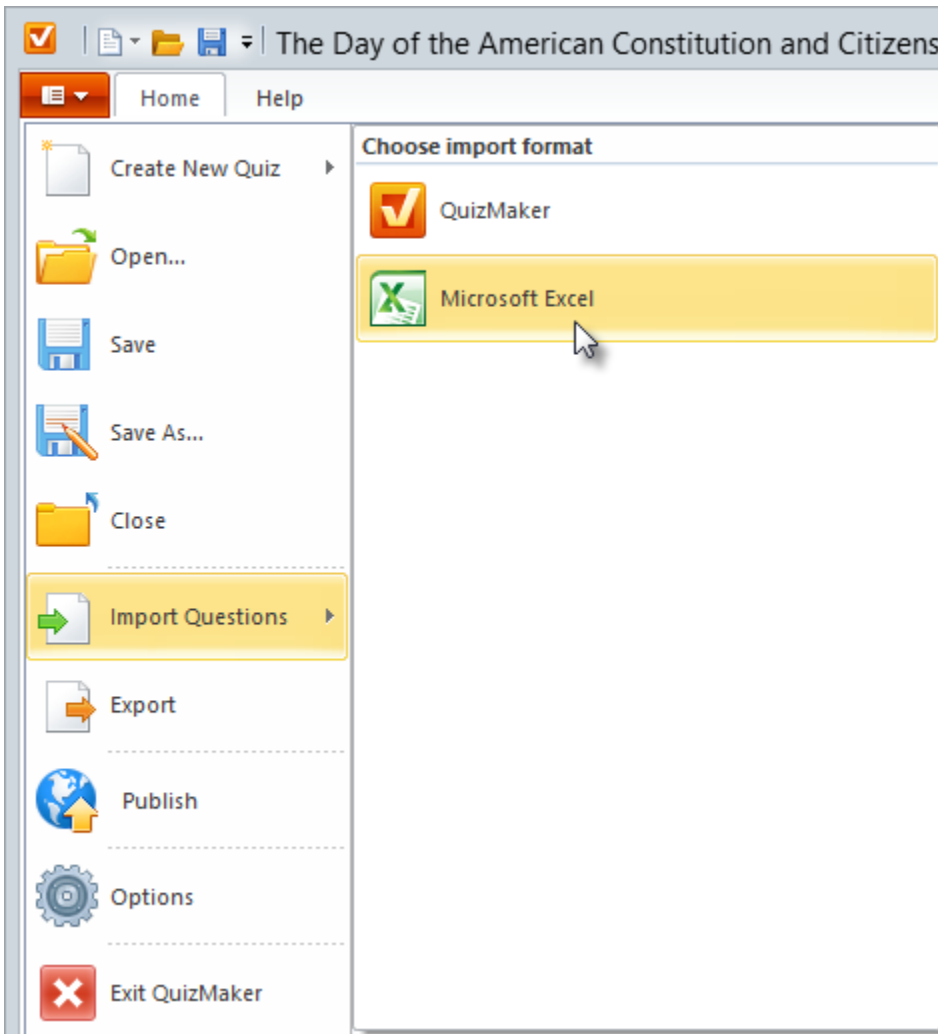 The Day of the American Constitution and Citizens
Home Help
Choose import format
Create New Quiz
QuizMaker
Open...
Microsoft Excel
Save
Save As...
Close
Import Questions
Export
Publish
Options
Exit QuizMaker